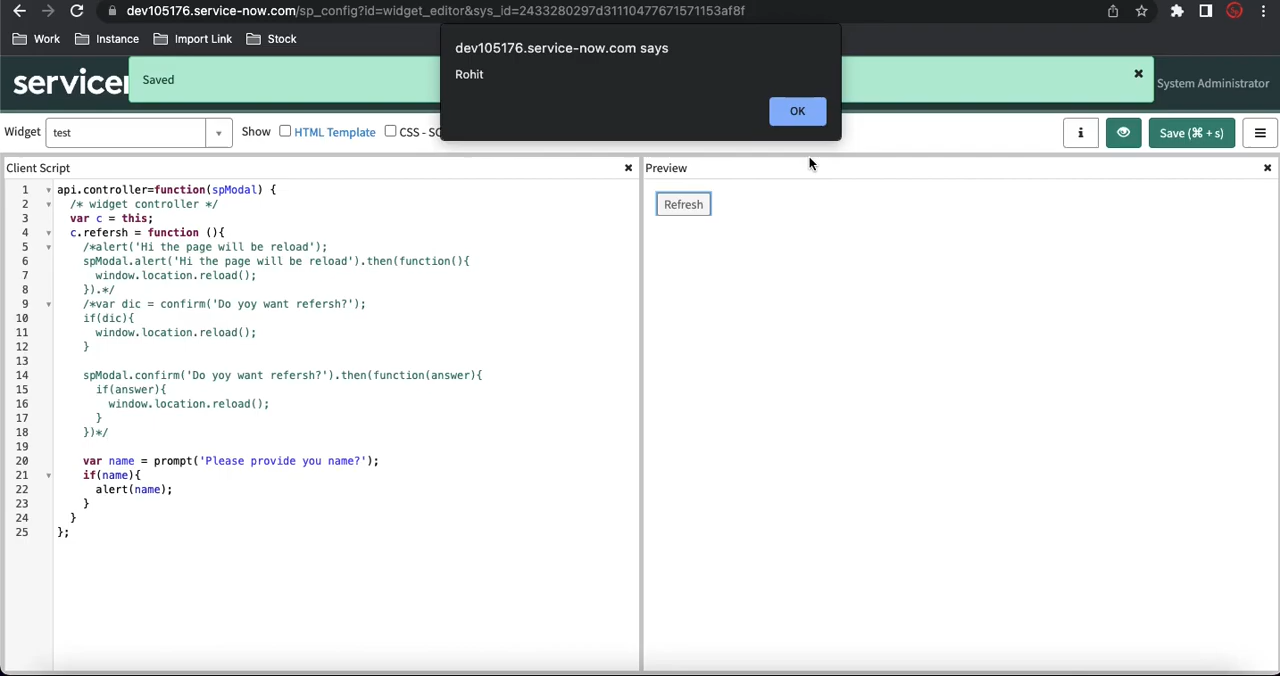 dev105176.service-now.com/sp_config?id=widget_editor&sys_id=2433280297d31110477671571153af8f
Work
Instance
Import Link
Stock
dev105176.service-now.com says
Rohit
OK
servicer
Saved
×
System Administrator
Widget
test
Show
HTML Template
CSS - SC
i
Save (⌘ + s)
Client Script
×
Preview
×
Refresh
1 api.controller=function(spModal) {
2 /* widget controller */
3 var c = this;
4 c.refersh = function (){
5 /*alert('Hi the page will be reload');
6 spModal.alert('Hi the page will be reload').then(function(){
7 window.location.reload();
8 }).*/
9 /*var dic = confirm('Do yoy want refersh?');
10 if(dic){
11 window.location.reload();
12 }
13
14 spModal.confirm('Do yoy want refersh?').then(function(answer){
15 if(answer){
16 window.location.reload();
17 }
18 })*/
19
20 var name = prompt('Please provide you name?');
21 if(name){
22 alert(name);
23 }
24 }
25 };